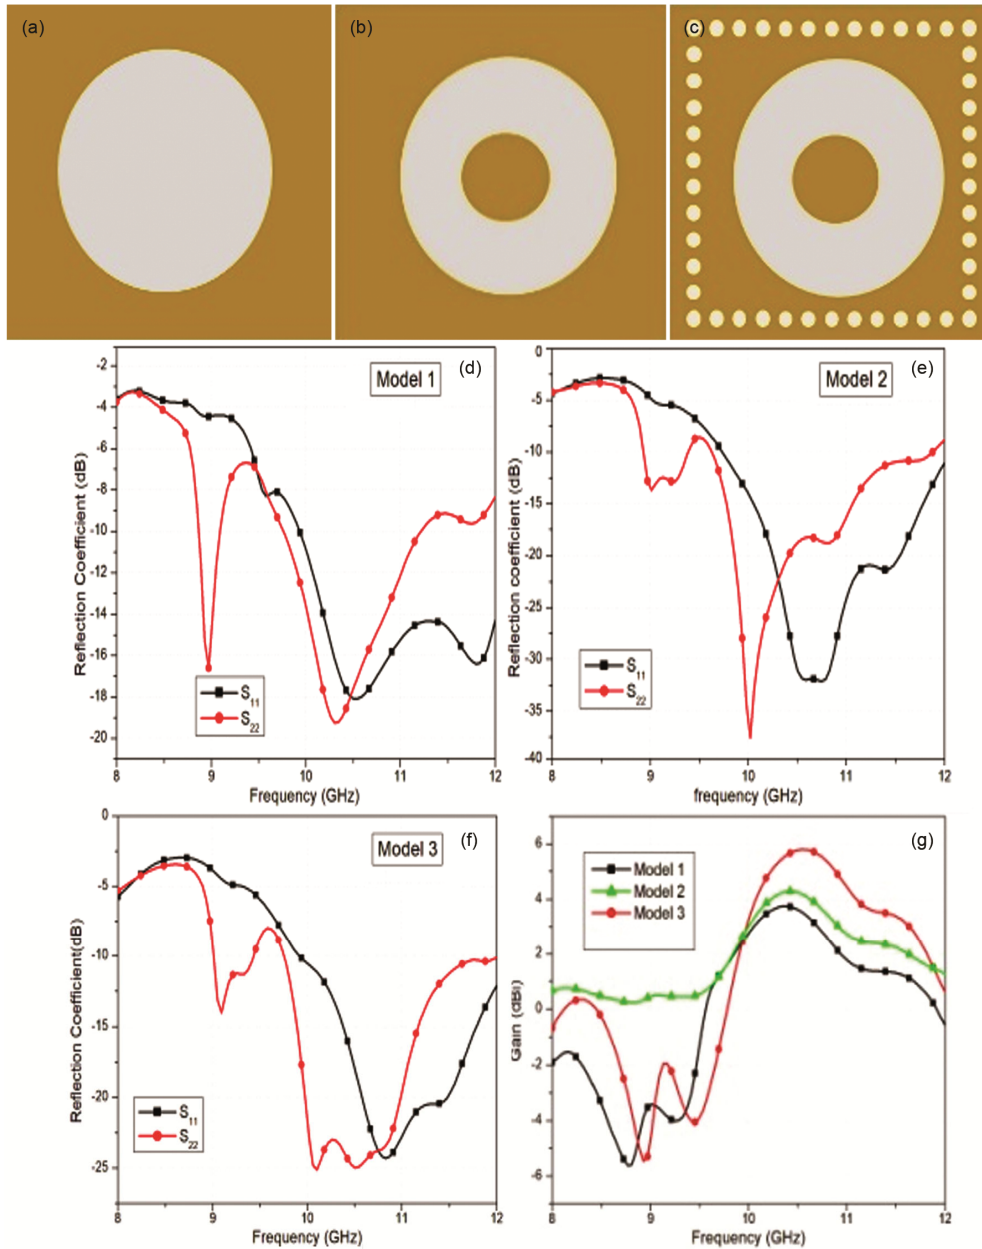 (a)
(b)
(c)
(d)
Model 1
-2
-4
-6
-8
-10
-12
-14
-16
-18
-20
Reflection Coefficient (dB)
S11
S22
8
9
10
11
12
Frequency (GHz)
(e)
Model 2
0
-5
-10
-15
-20
-25
-30
-35
-40
Reflection coefficient (dB)
S11
S22
8
9
10
11
12
frequency (GHz)
(f)
Model 3
0
-5
-10
-15
-20
-25
Reflection Coefficient(dB)
S11
S22
8
9
10
11
12
Frequency (GHz)
(g)
Model 1
Model 2
Model 3
6
4
2
0
-2
-4
-6
Gain (dBi)
8
9
10
11
12
Frequency (GHz)